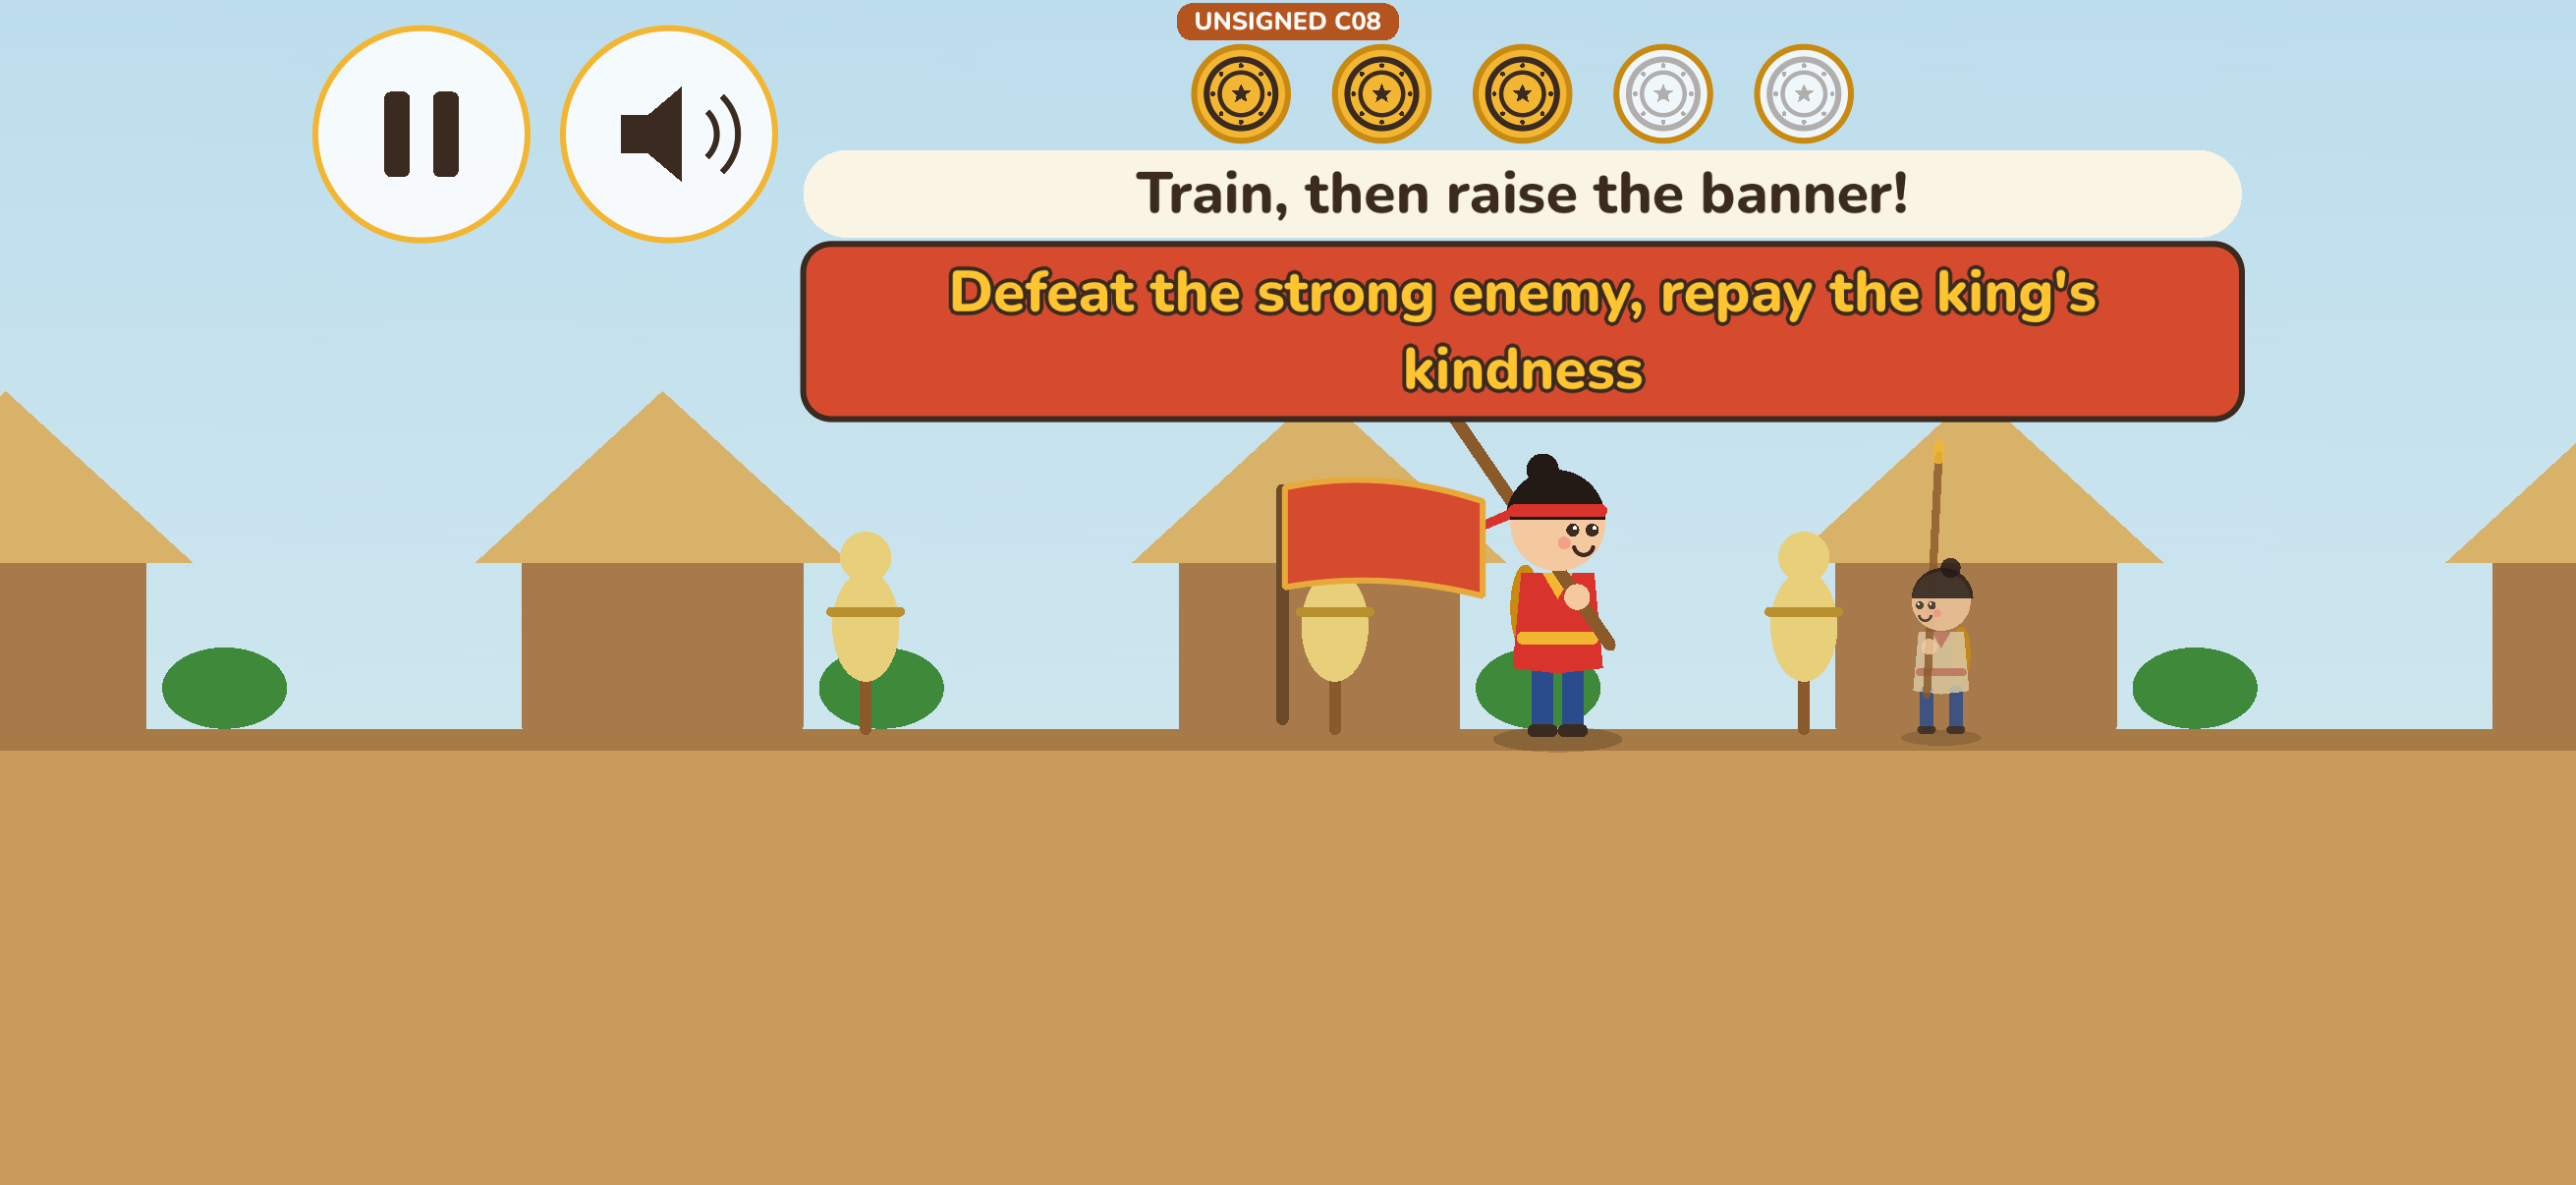 UNSIGNED C08
Train, then raise the banner!
Defeat the strong enemy, repay the king's
kindness